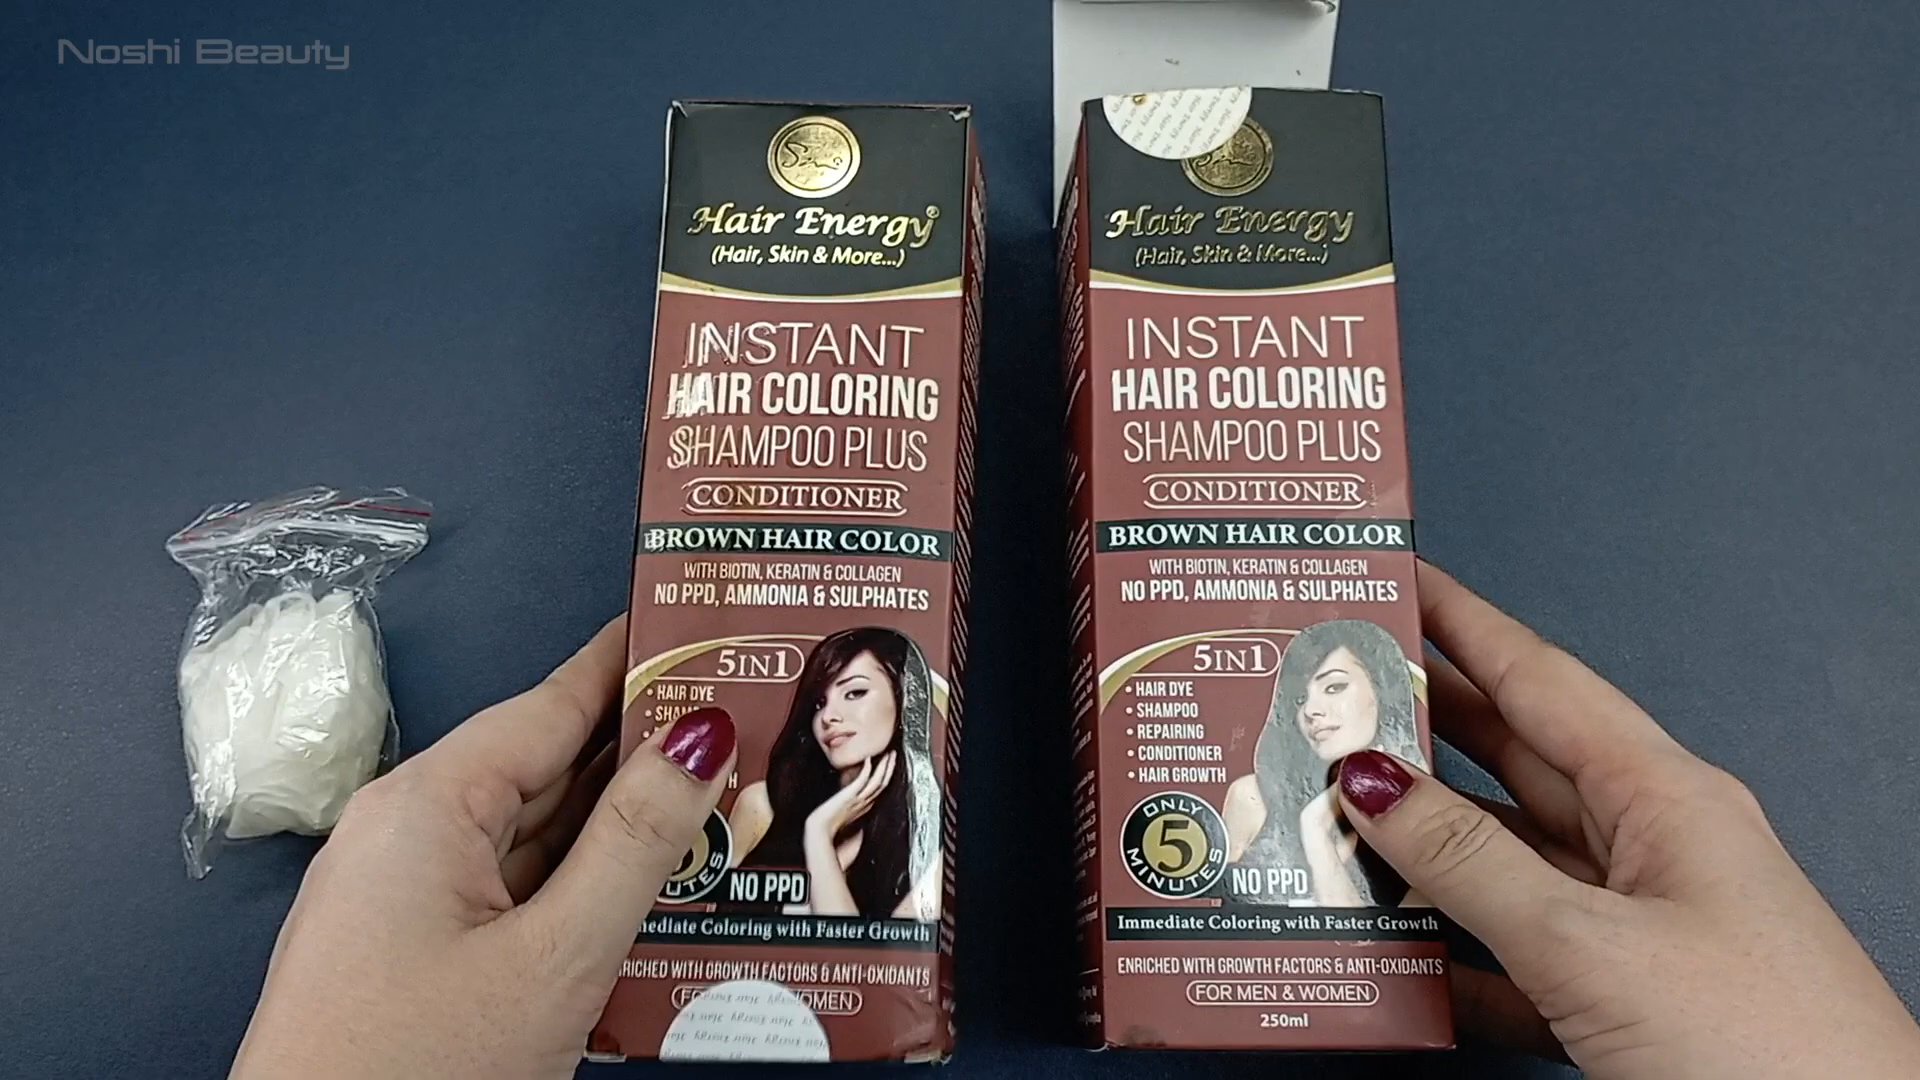 Noshi Beauty
Hair Energy®
(Hair, Skin & More...)
INSTANT
HAIR COLORING
SHAMPOO PLUS
CONDITIONER
BROWN HAIR COLOR
WITH BIOTIN, KERATIN & COLLAGEN
NO PPD, AMMONIA & SULPHATES
5IN1
• HAIR DYE
NO PPD
Coloring with Faster Growth
WITH GROWTH FACTORS & ANTI-OXIDANTS
Hair Energy
(Hair, Skin & More...)
INSTANT
HAIR COLORING
SHAMPOO PLUS
CONDITIONER
BROWN HAIR COLOR
WITH BIOTIN, KERATIN & COLLAGEN
NO PPD, AMMONIA & SULPHATES
5IN1
• HAIR DYE
• SHAMPOO
• REPAIRING
• CONDITIONER
• HAIR GROWTH
ONLY
5
MINUTES
NO PPD
Immediate Coloring with Faster Growth
ENRICHED WITH GROWTH FACTORS & ANTI-OXIDANTS
FOR MEN & WOMEN
250ml